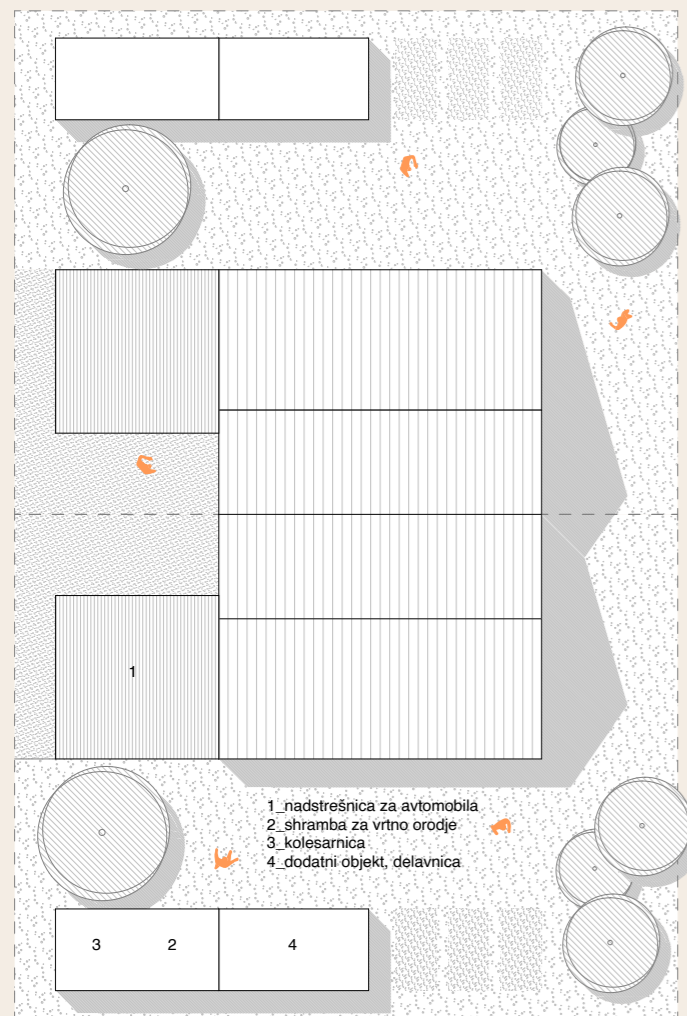 1
1_nadstrešnica za avtomobila
2_shramba za vrtno orodje
3_kolesarnica
4_dodatni objekt, delavnica
3 2 4